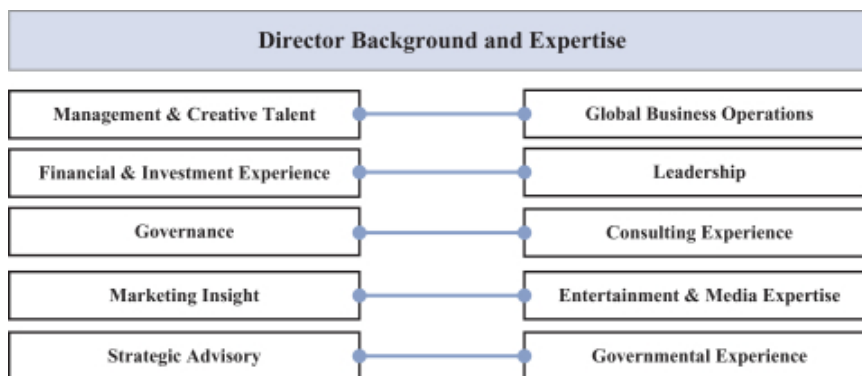 Director Background and Expertise
Management & Creative Talent
Global Business Operations
Financial & Investment Experience
Leadership
Governance
Consulting Experience
Marketing Insight
Entertainment & Media Expertise
Strategic Advisory
Governmental Experience